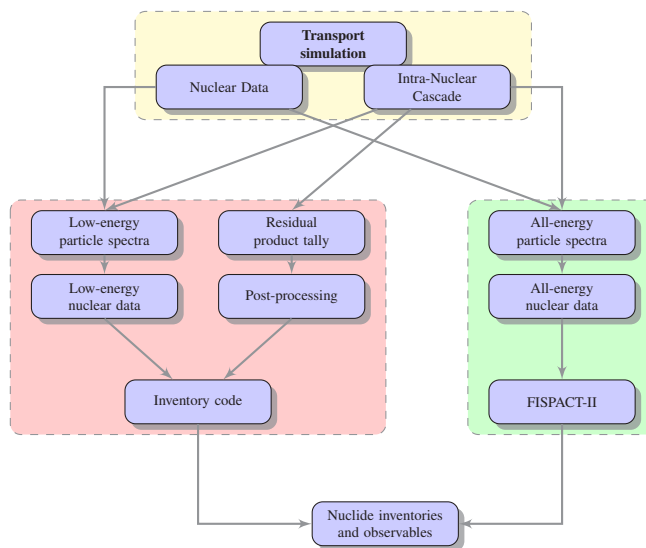 Transport
simulation
Nuclear Data
Intra-Nuclear
Cascade
Low-energy
particle spectra
Residual
product tally
All-energy
particle spectra
Low-energy
nuclear data
Post-processing
All-energy
nuclear data
Inventory code
FISPACT-II
Nuclide inventories
and observables